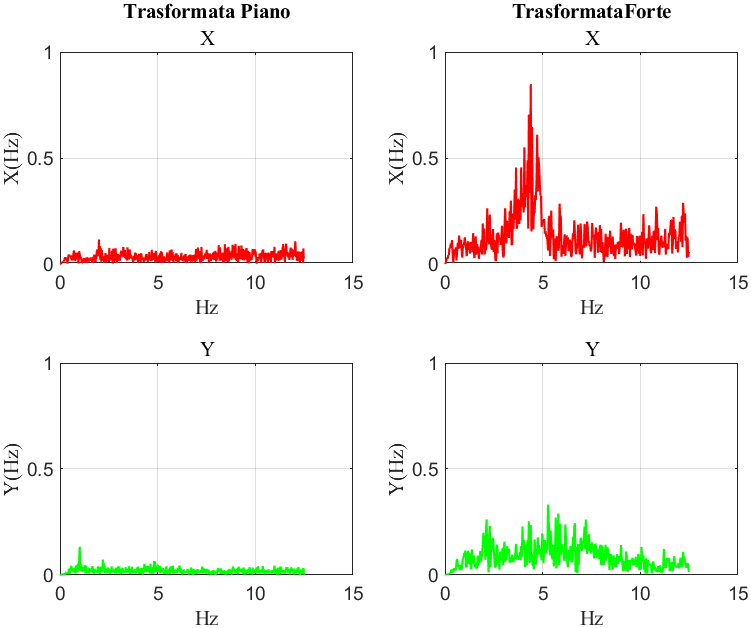 Trasformata Piano
X
1
0.5
0
X(Hz)
0 5 10 15
Hz
TrasformataForte
X
1
0.5
0
X(Hz)
0 5 10 15
Hz
Y
1
0.5
0
Y(Hz)
0 5 10 15
Hz
Y
1
0.5
0
Y(Hz)
0 5 10 15
Hz